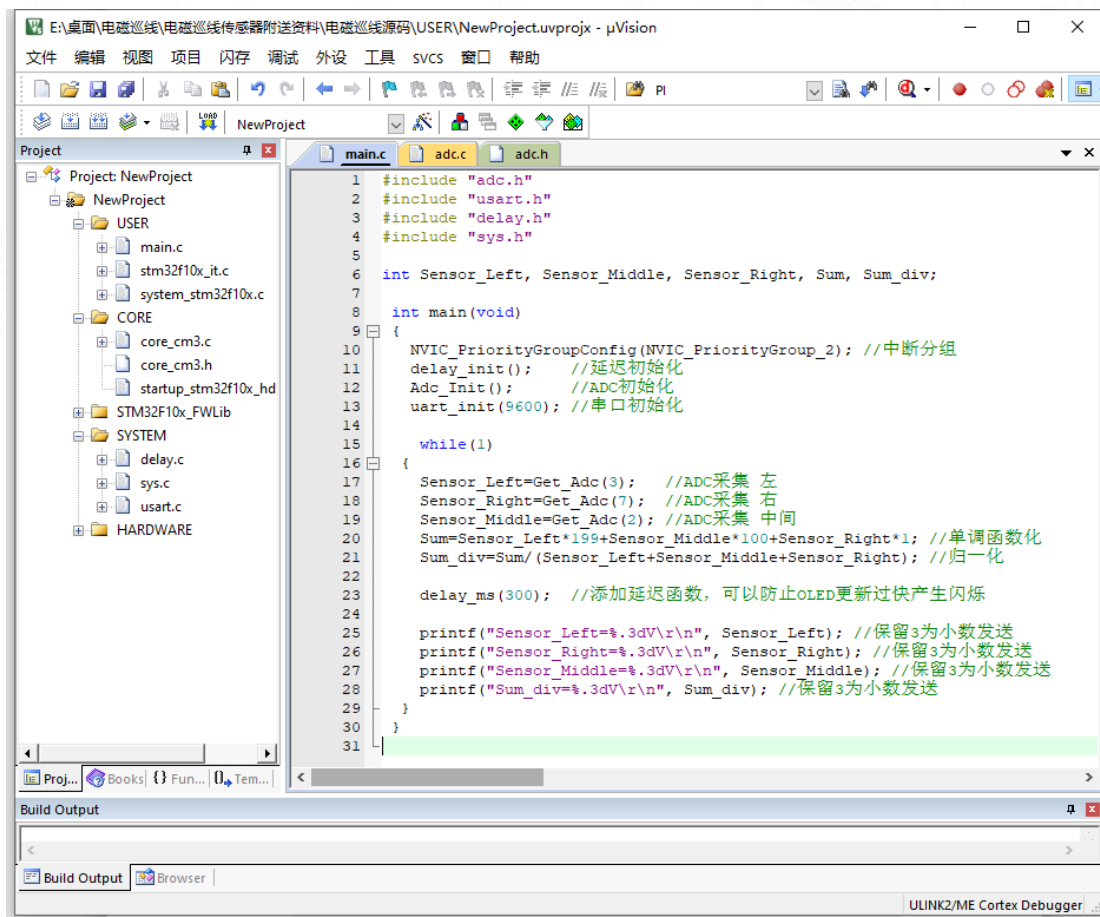 E:\桌面\电磁巡线\电磁巡线传感器附送资料\电磁巡线源码\USER\NewProject.uvprojx - µVision
文件 编辑 视图 项目 闪存 调试 外设 工具 SVCS 窗口 帮助
PI
LOAD NewProject
Project
main.c adc.c adc.h
Project: NewProject
NewProject
USER
main.c
stm32f10x_it.c
system_stm32f10x.c
CORE
core_cm3.c
core_cm3.h
startup_stm32f10x_hd
STM32F10x_FWLib
SYSTEM
delay.c
sys.c
usart.c
HARDWARE
1 #include "adc.h"
2 #include "usart.h"
3 #include "delay.h"
4 #include "sys.h"
5
6 int Sensor_Left, Sensor_Middle, Sensor_Right, Sum, Sum_div;
7
8 int main(void)
9 {
10 NVIC_PriorityGroupConfig(NVIC_PriorityGroup_2); //中断分组
11 delay_init(); //延迟初始化
12 Adc_Init(); //ADC初始化
13 uart_init(9600); //串口初始化
14
15 while(1)
16 {
17 Sensor_Left=Get_Adc(3); //ADC采集 左
18 Sensor_Right=Get_Adc(7); //ADC采集 右
19 Sensor_Middle=Get_Adc(2); //ADC采集 中间
20 Sum=Sensor_Left*199+Sensor_Middle*100+Sensor_Right*1; //单调函数化
21 Sum_div=Sum/(Sensor_Left+Sensor_Middle+Sensor_Right); //归一化
22
23 delay_ms(300); //添加延迟函数，可以防止OLED更新过快产生闪烁
24
25 printf("Sensor_Left=%.3dV\r\n", Sensor_Left); //保留3为小数发送
26 printf("Sensor_Right=%.3dV\r\n", Sensor_Right); //保留3为小数发送
27 printf("Sensor_Middle=%.3dV\r\n", Sensor_Middle); //保留3为小数发送
28 printf("Sum_div=%.3dV\r\n", Sum_div); //保留3为小数发送
29 }
30 }
31
Proj... Books {} Fun... 0 Tem...
Build Output
Build Output Browser
ULINK2/ME Cortex Debugger